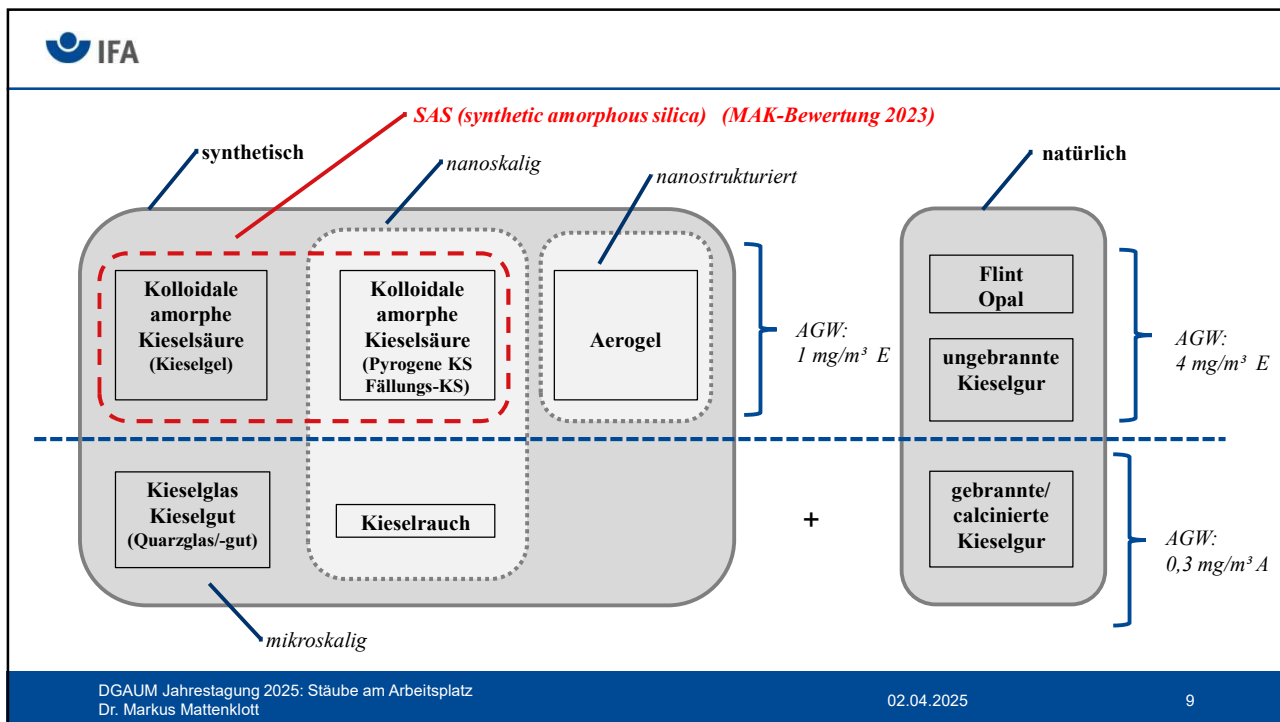 IFA
SAS (synthetic amorphous silica) (MAK-Bewertung 2023)
synthetisch
nanoskalig
nanostrukturiert
natürlich
Kolloidale
amorphe
Kieselsäure
(Kieselgel)
Kolloidale
amorphe
Kieselsäure
(Pyrogene KS
Fällungs-KS)
Aerogel
AGW:
1 mg/m³ E
Flint
Opal
ungebrannte
Kieselgur
AGW:
4 mg/m³ E
Kieselglas
Kieselgut
(Quarzglas/-gut)
Kieselrauch
+
gebrannte/
calcinierte
Kieselgur
AGW:
0,3 mg/m³ A
mikroskalig
DGAUM Jahrestagung 2025: Stäube am Arbeitsplatz
Dr. Markus Mattenklott
02.04.2025
9